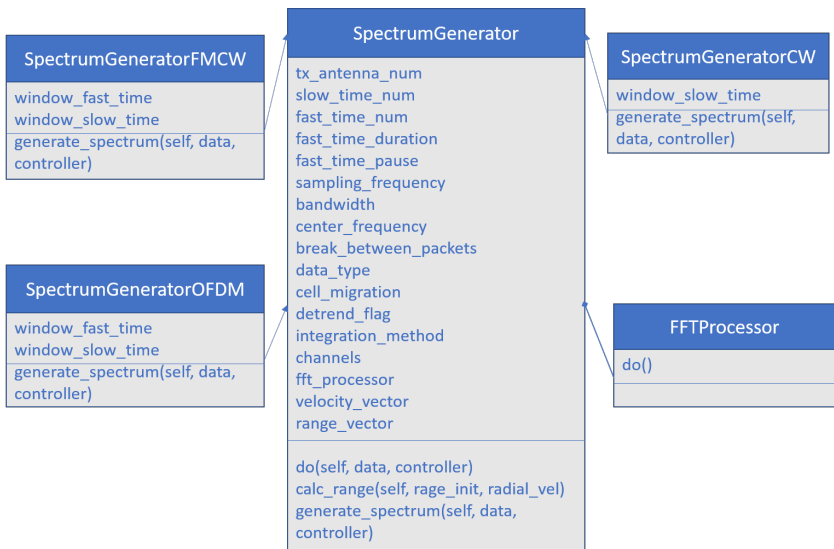 SpectrumGeneratorFMCW
window_fast_time
window_slow_time
generate_spectrum(self, data,
controller)
SpectrumGeneratorOFDM
window_fast_time
window_slow_time
generate_spectrum(self, data,
controller)
SpectrumGenerator
tx_antenna_num
slow_time_num
fast_time_num
fast_time_duration
fast_time_pause
sampling_frequency
bandwidth
center_frequency
break_between_packets
data_type
cell_migration
detrend_flag
integration_method
channels
fft_processor
velocity_vector
range_vector
do(self, data, controller)
calc_range(self, rage_init, radial_vel)
generate_spectrum(self, data,
controller)
SpectrumGeneratorCW
window_slow_time
generate_spectrum(self,
data, controller)
FFTProcessor
do()